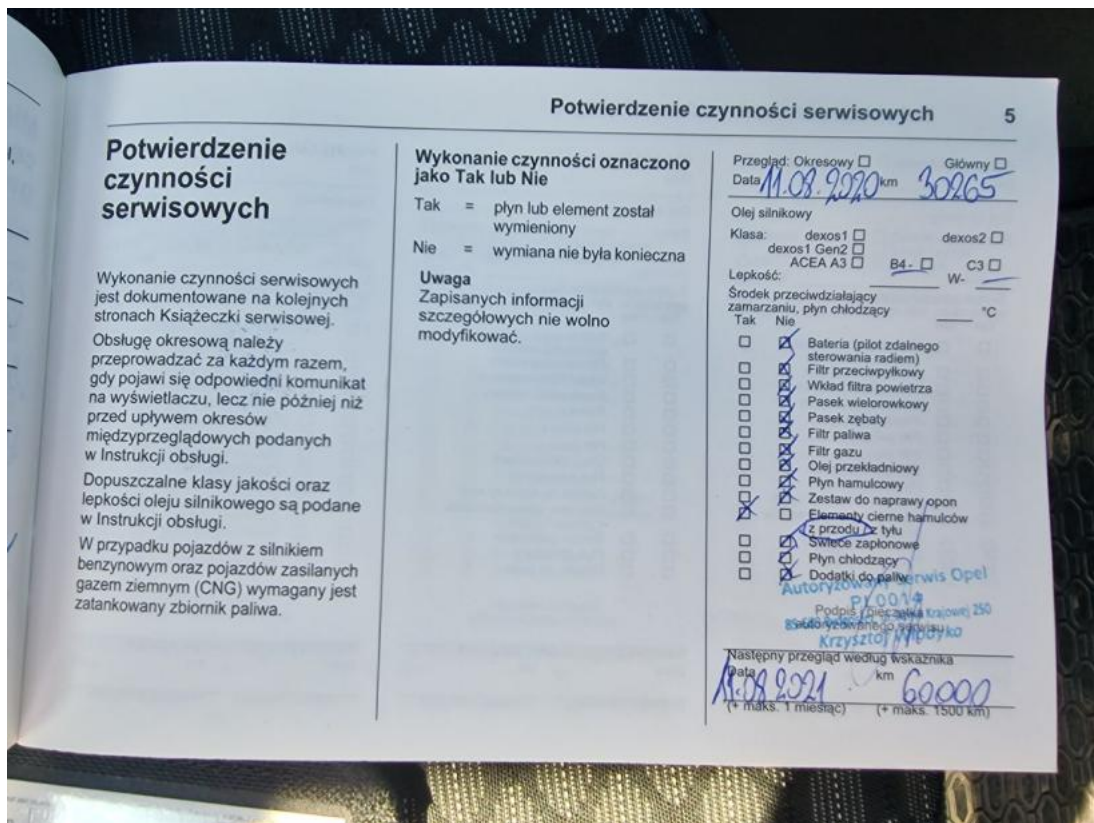 Potwierdzenie czynności serwisowych 5
Potwierdzenie
czynności
serwisowych
Wykonanie czynności serwisowych
jest dokumentowane na kolejnych
stronach Książeczki serwisowej.
Obsługę okresową należy
przeprowadzać za każdym razem,
gdy pojawi się odpowiedni komunikat
na wyświetlaczu, lecz nie później niż
przed upływem okresów
międzyprzeglądowych podanych
w Instrukcji obsługi.
Dopuszczalne klasy jakości oraz
lepkości oleju silnikowego są podane
w Instrukcji obsługi.
W przypadku pojazdów z silnikiem
benzynowym oraz pojazdów zasilanych
gazem ziemnym (CNG) wymagany jest
zatankowany zbiornik paliwa.
Wykonanie czynności oznaczono
jako Tak lub Nie
Tak = płyn lub element został
wymieniony
Nie = wymiana nie była konieczna
Uwaga
Zapisanych informacji
szczegółowych nie wolno
modyfikować.
Przegląd: Okresowy Główny
Data 11.08.2020 km 30265
Olej silnikowy
Klasa: dexos1 dexos2
dexos1 Gen2
ACEA A3 B4- C3
Lepkość: W-
Środek przeciwdziałający
zamarzaniu, płyn chłodzący °C
Tak Nie
Bateria (pilot zdalnego
sterowania radiem)
Filtr przeciwpyłkowy
Wkład filtra powietrza
Pasek wielorowkowy
Pasek zębaty
Filtr paliwa
Filtr gazu
Olej przekładniowy
Płyn hamulcowy
Zestaw do naprawy opon
Elementy cierne hamulców
z przodu / z tyłu
Świece zapłonowe
Płyn chłodzący
Dodatki do paliw
Autoryzowany Serwis Opel
PL0014
Podpis i pieczątka Krajowej 250
autoryzowanego serwisu
Krzysztof
Następny przegląd według wskaźnika
Data 11.08.2021 km 60000
(+ maks. 1 miesiąc) (+ maks. 1500 km)